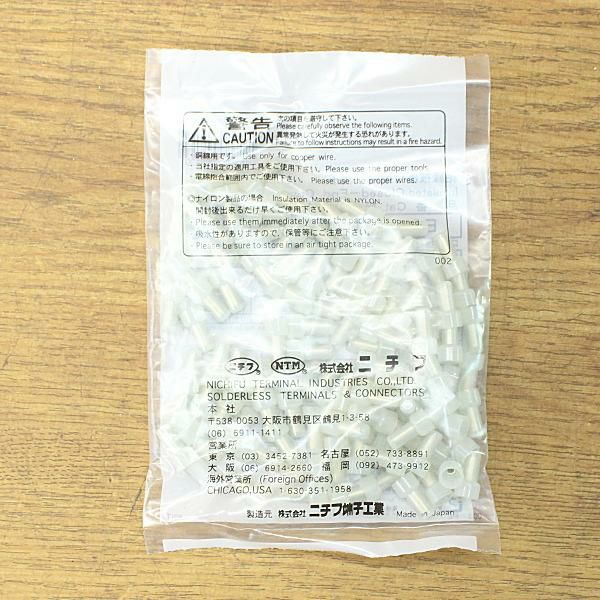 警告
CAUTION
次の項目を厳守して下さい。
Please carefully observe the following items.
異常発熱して火災が発生する恐れがあります。
Failure to follow instructions may result in a fire hazard.
・銅線用です。 Use only for copper wire.
・当社指定の適用工具をご使用下さい。 Please use the proper tools.
・電線抱合範囲内でご使用下さい。 Please use the proper wires.
◎ナイロン製品の場合 Insulation Material is NYLON.
・開封後出来るだけ早くご使用下さい。
・Please use them immediately after the package is opened.
・吸水性がありますので、保管等にご注意下さい。
・Please be sure to store in an air tight package.
002
ニチフ® NTM® 株式会社 ニチフ
NICHIFU TERMINAL INDUSTRIES CO.,LTD.
SOLDERLESS TERMINALS & CONNECTORS
本 社
〒538-0053 大阪市鶴見区鶴見1-3-58
(06) 6911-1411
営業所
東 京 (03) 3452-7381 名古屋 (052) 733-8891
大 阪 (06) 6914-2660 福 岡 (092) 473-9912
海外営業所 (Foreign Offices)
CHICAGO,USA 1-630-351-1958
製造元 株式会社 ニチフ端子工業 Made in Japan